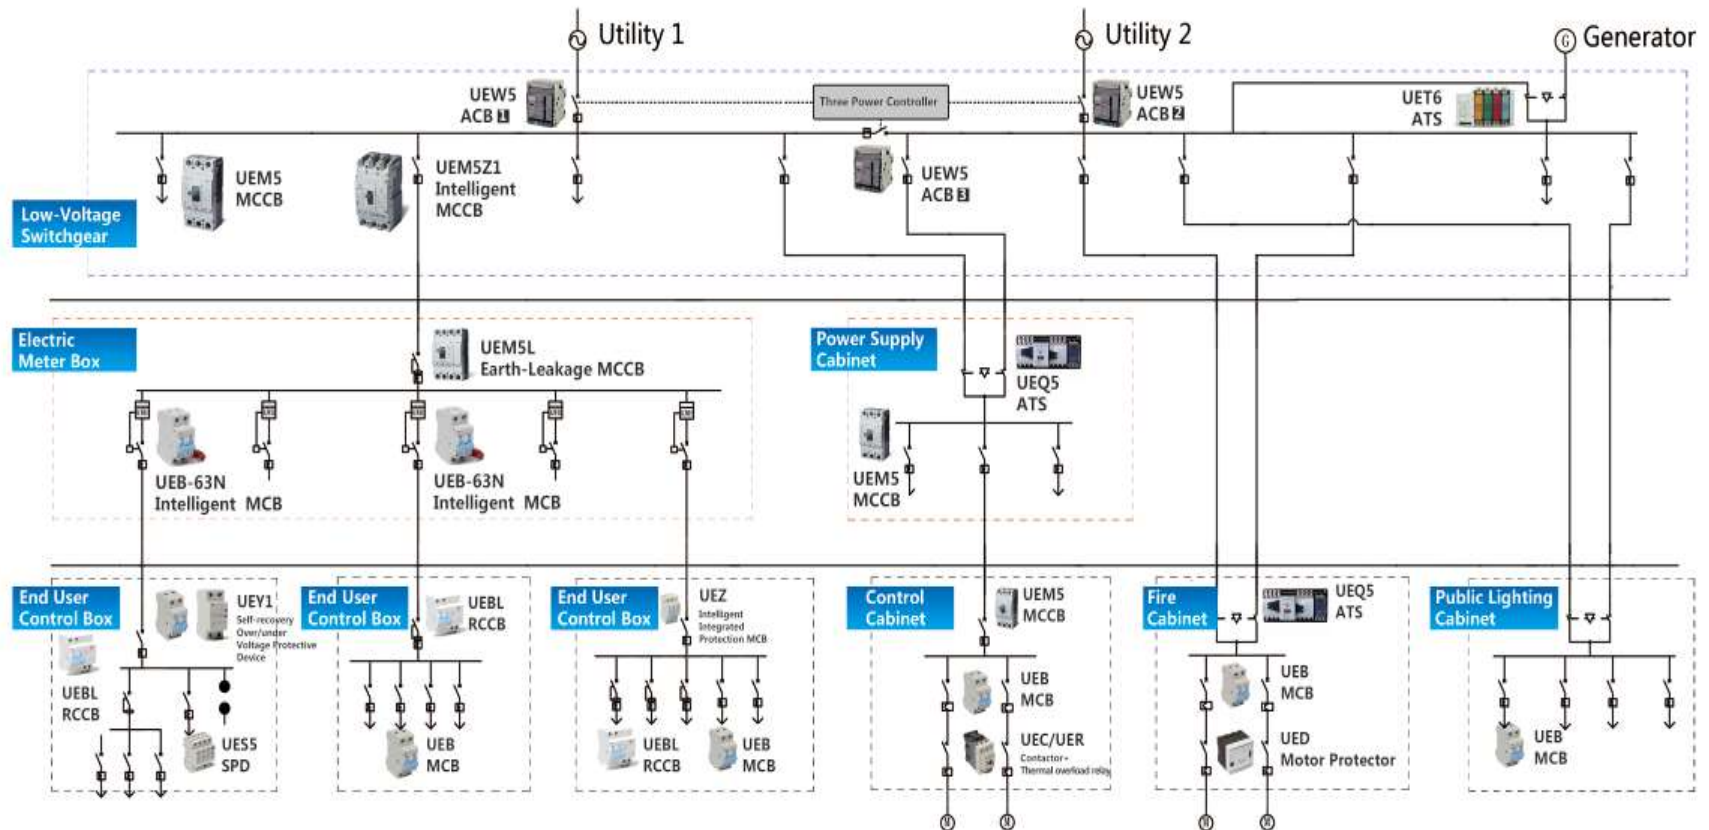 Utility 1
Utility 2
G
Generator
UEW5
ACB 1
Three Power Controller
UEW5
ACB 2
UET6
ATS
UEM5
MCCB
UEM5Z1
Intelligent
MCCB
UEW5
ACB 3
Low-Voltage
Switchgear
Electric
Meter Box
UEM5L
Earth-Leakage MCCB
Power Supply
Cabinet
UEQ5
ATS
UEB-63N
Intelligent MCB
UEB-63N
Intelligent MCB
UEM5
MCCB
End User
Control Box
UEY1
Self-recovery
Over/under
Voltage Protective
Device
UEBL
RCCB
UES5
SPD
End User
Control Box
UEBL
RCCB
UEB
MCB
End User
Control Box
UEZ
Intelligent
Integrated
Protection MCB
UEBL
RCCB
UEB
MCB
Control
Cabinet
UEM5
MCCB
UEB
MCB
UEC/UER
Contactor+
Thermal overload relay
Fire
Cabinet
UEQ5
ATS
UEB
MCB
UED
Motor Protector
Public Lighting
Cabinet
UEB
MCB